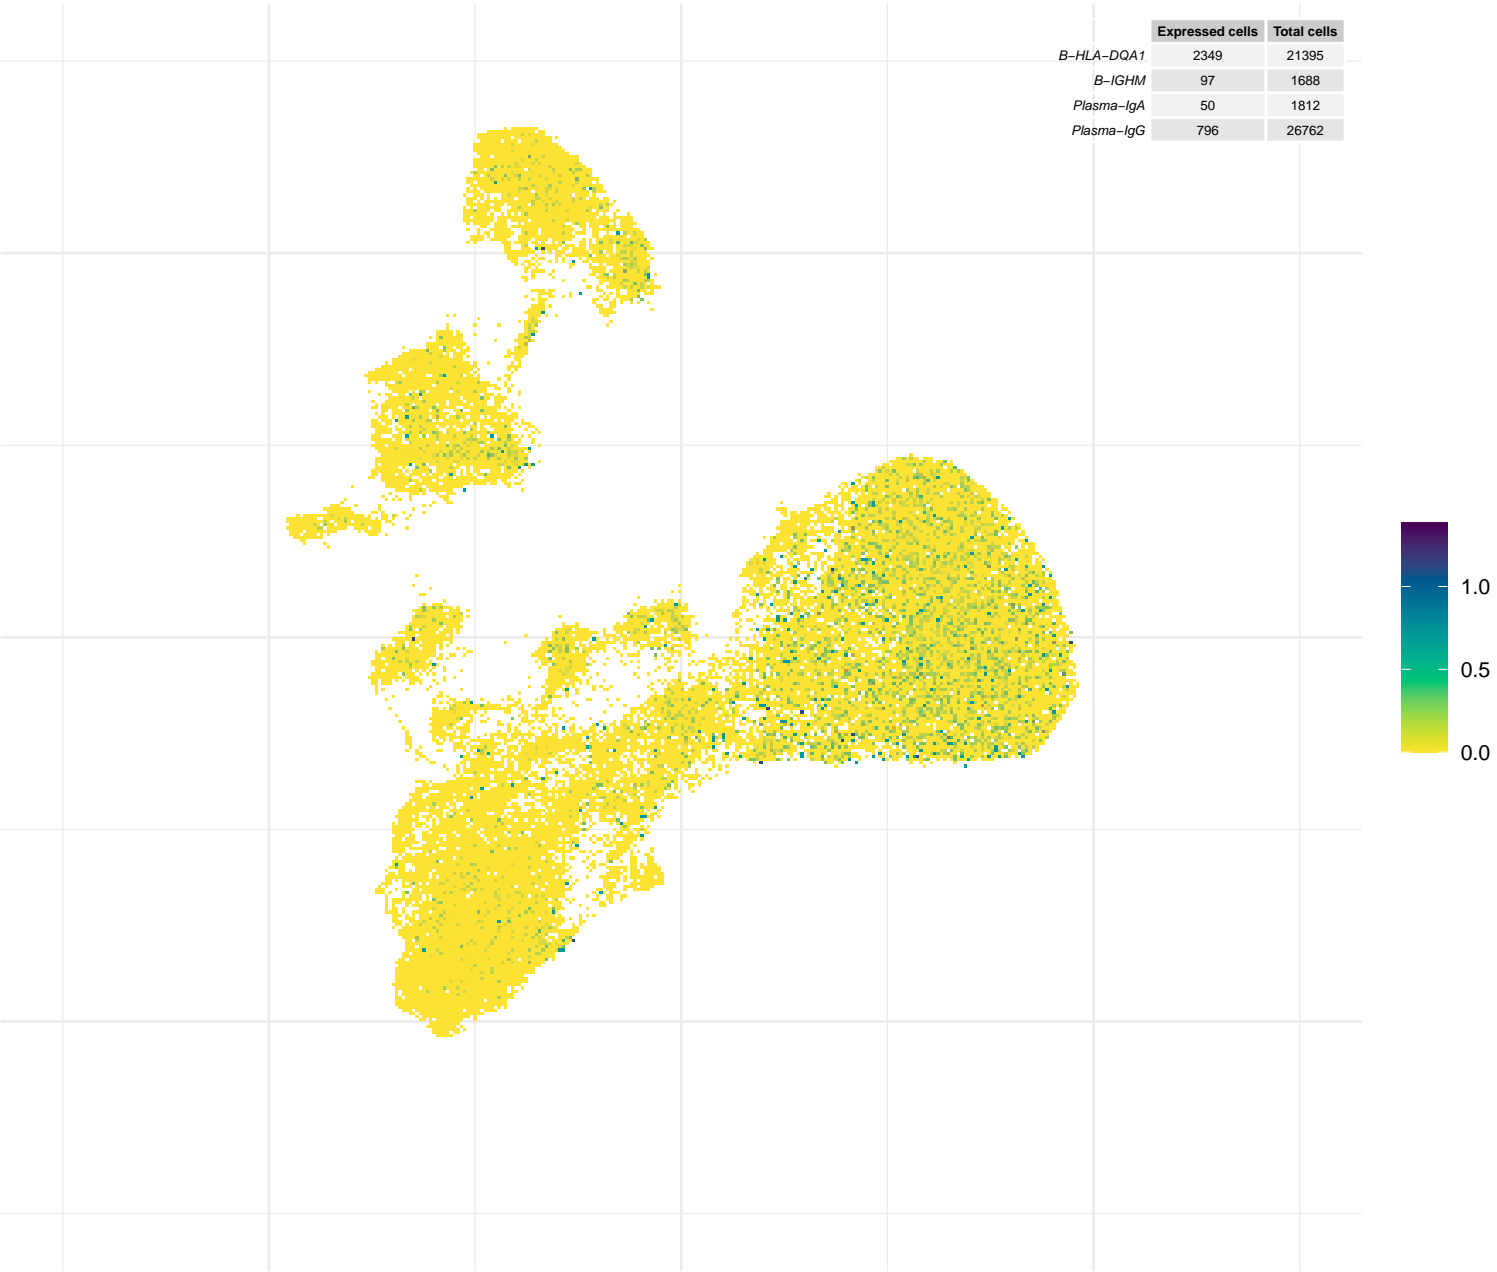 Expressed cells Total cells
B−HLA−DQA1 2349 21395
B−IGHM 97 1688
Plasma−IgA 50 1812
Plasma−IgG 796 26762
1.0
0.5
0.0